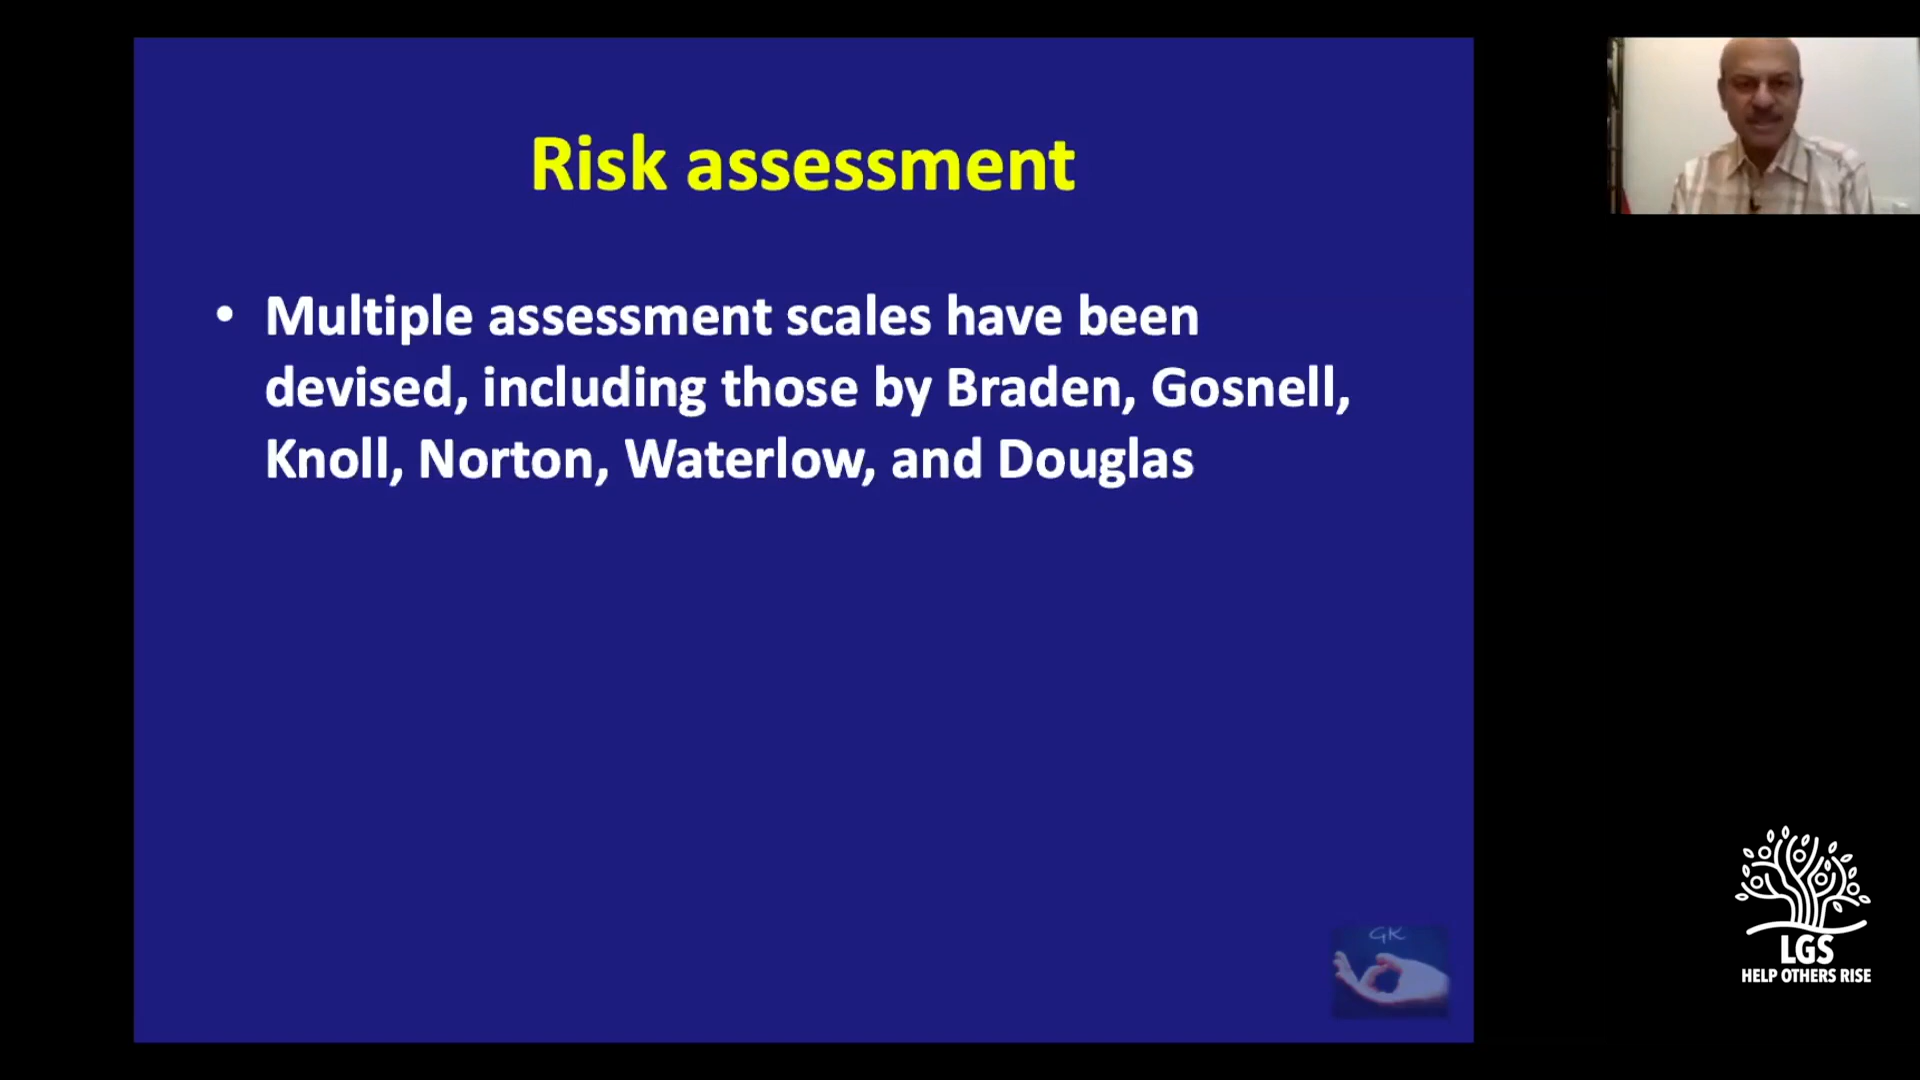 Risk assessment
• Multiple assessment scales have been
devised, including those by Braden, Gosnell,
Knoll, Norton, Waterlow, and Douglas
GK
LGS
HELP OTHERS RISE